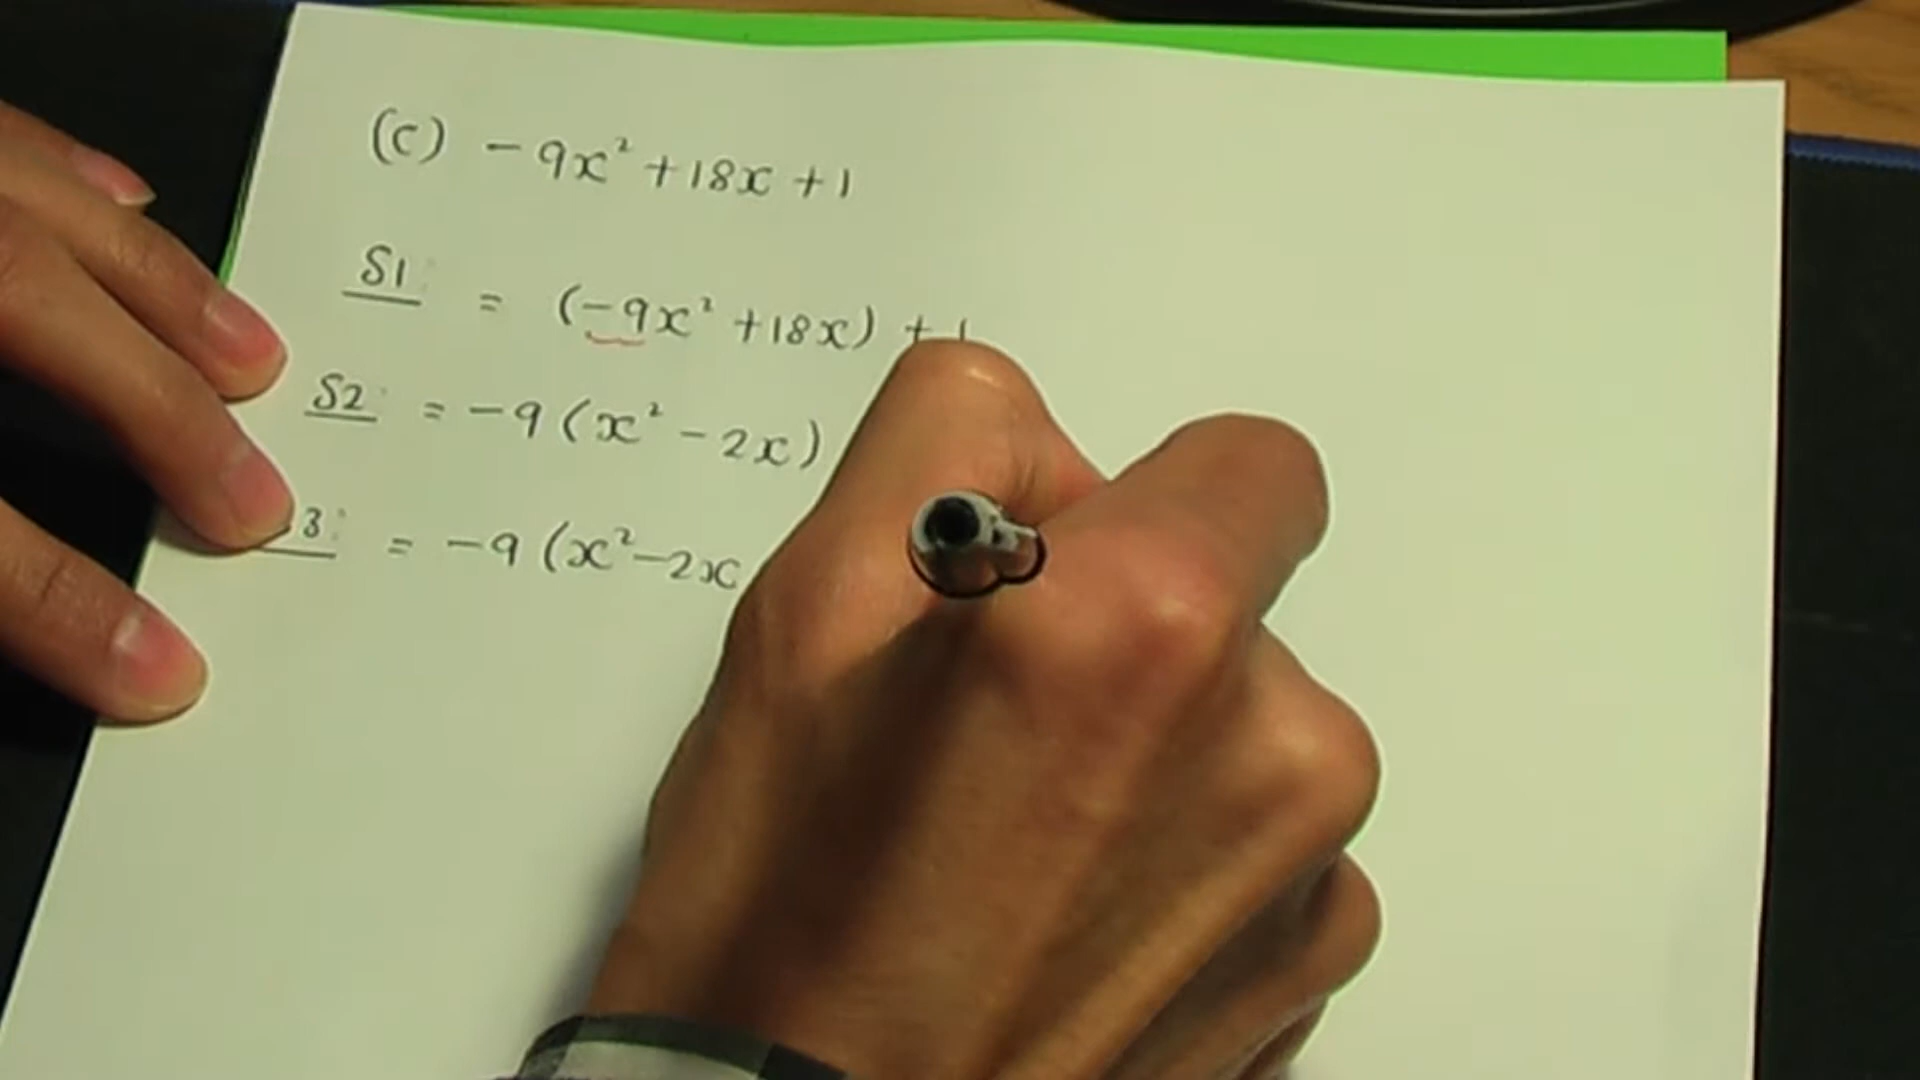 (c) -9x² +18x +1
S1: = (-9x² +18x) + 1
S2: = -9(x² - 2x)
3: = -9(x²-2x